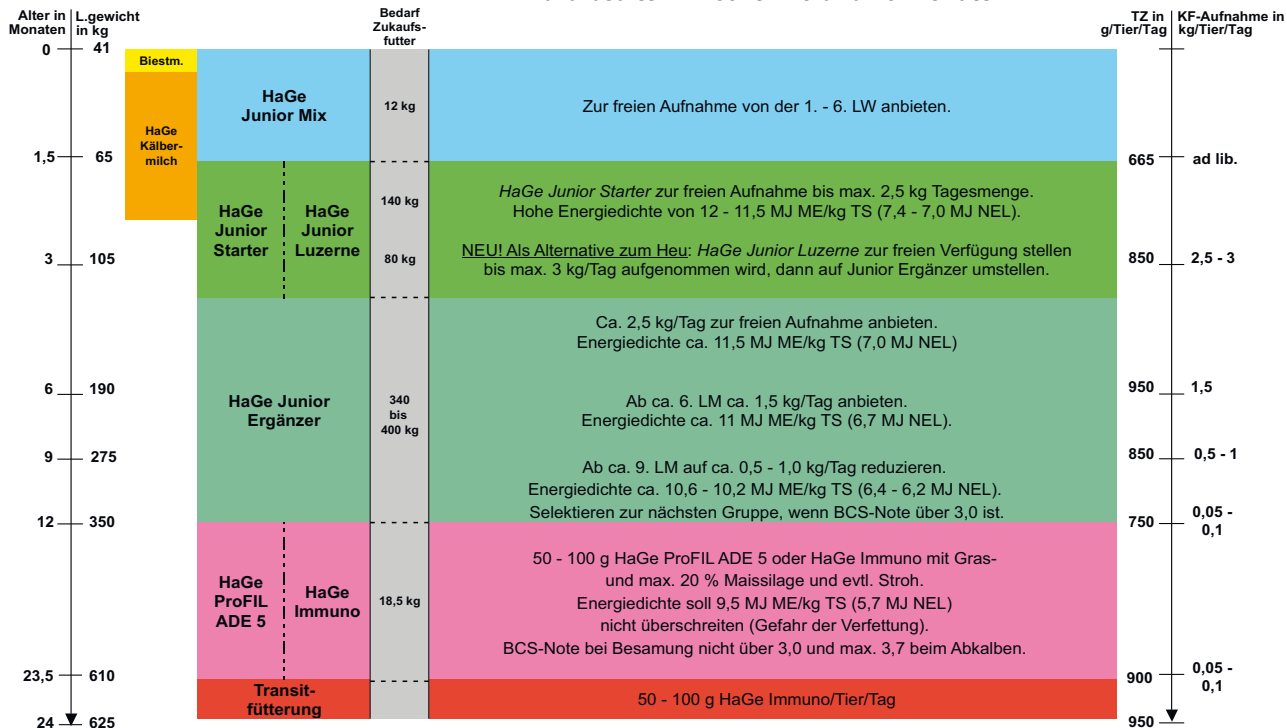 Alter in
Monaten
L.gewicht
in kg
Bedarf
Zukaufs-
futter
TZ in
g/Tier/Tag
KF-Aufnahme in
kg/Tier/Tag
0
41
Biestm.
HaGe
Kälber-
milch
HaGe
Junior Mix
12 kg
Zur freien Aufnahme von der 1. - 6. LW anbieten.
1,5
65
665
ad lib.
HaGe
Junior
Starter
HaGe
Junior
Luzerne
140 kg
80 kg
HaGe Junior Starter zur freien Aufnahme bis max. 2,5 kg Tagesmenge.
Hohe Energiedichte von 12 - 11,5 MJ ME/kg TS (7,4 - 7,0 MJ NEL).
NEU! Als Alternative zum Heu: HaGe Junior Luzerne zur freien Verfügung stellen
bis max. 3 kg/Tag aufgenommen wird, dann auf Junior Ergänzer umstellen.
3
105
850
2,5 - 3
HaGe Junior
Ergänzer
340
bis
400 kg
Ca. 2,5 kg/Tag zur freien Aufnahme anbieten.
Energiedichte ca. 11,5 MJ ME/kg TS (7,0 MJ NEL)
6
190
950
1,5
Ab ca. 6. LM ca. 1,5 kg/Tag anbieten.
Energiedichte ca. 11 MJ ME/kg TS (6,7 MJ NEL).
9
275
850
0,5 - 1
Ab ca. 9. LM auf ca. 0,5 - 1,0 kg/Tag reduzieren.
Energiedichte ca. 10,6 - 10,2 MJ ME/kg TS (6,4 - 6,2 MJ NEL).
Selektieren zur nächsten Gruppe, wenn BCS-Note über 3,0 ist.
12
350
750
0,05 -
0,1
HaGe
ProFIL
ADE 5
HaGe
Immuno
18,5 kg
50 - 100 g HaGe ProFIL ADE 5 oder HaGe Immuno mit Gras-
und max. 20 % Maissilage und evtl. Stroh.
Energiedichte soll 9,5 MJ ME/kg TS (5,7 MJ NEL)
nicht überschreiten (Gefahr der Verfettung).
BCS-Note bei Besamung nicht über 3,0 und max. 3,7 beim Abkalben.
23,5
610
900
0,05 -
0,1
Transit-
fütterung
50 - 100 g HaGe Immuno/Tier/Tag
24
625
950